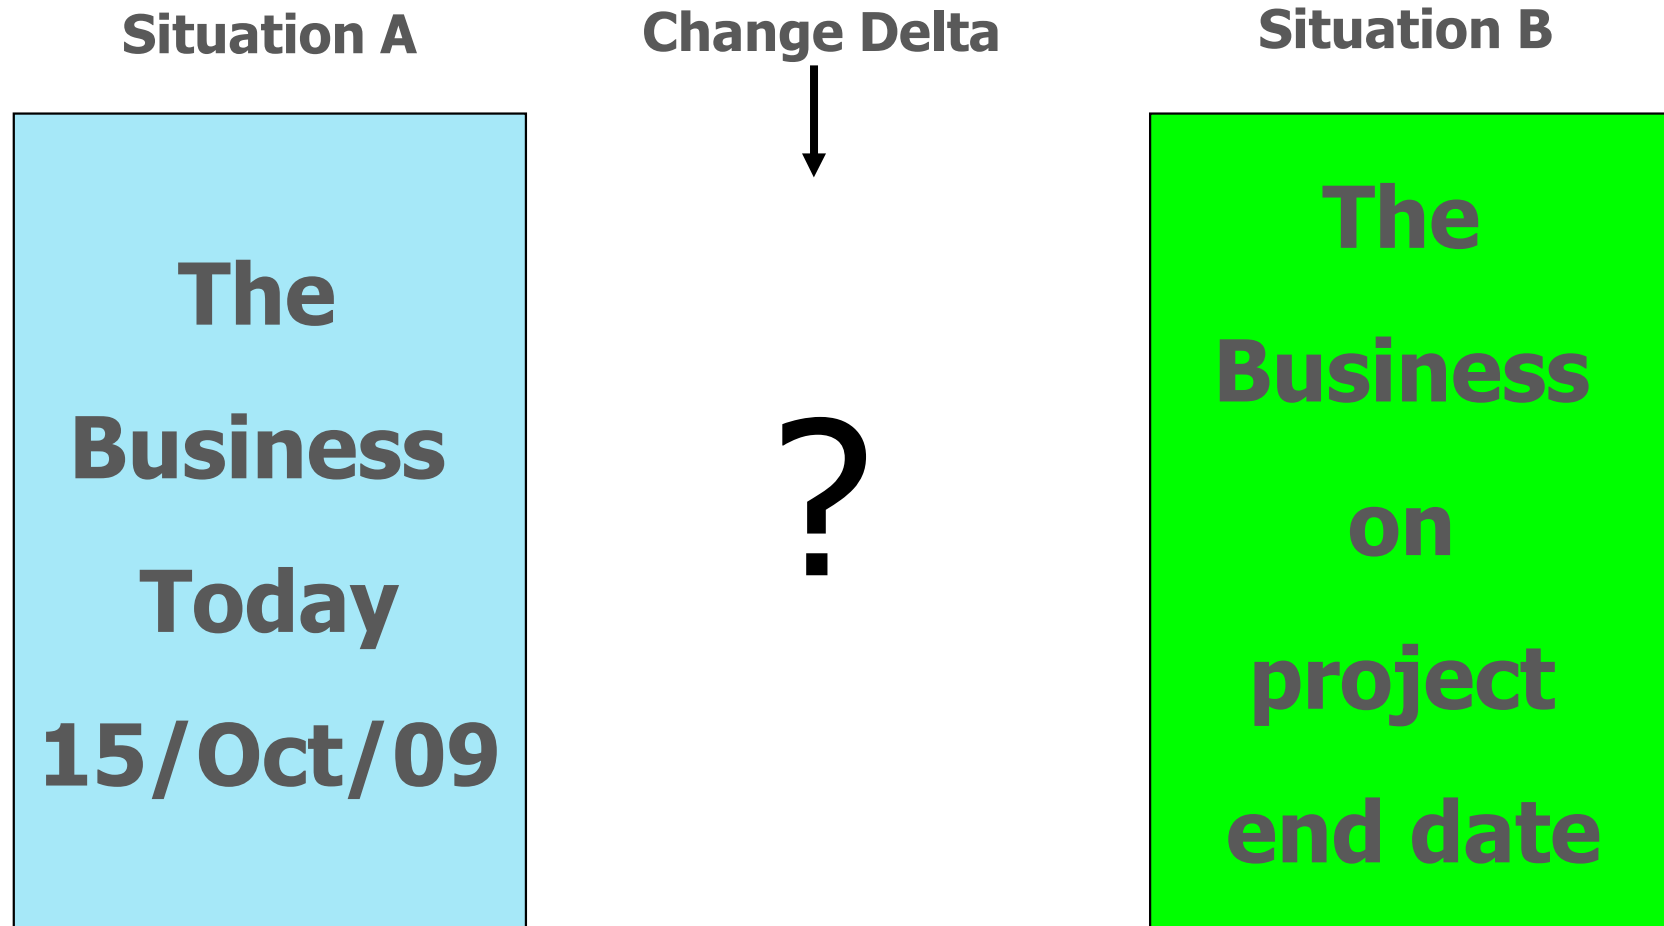 Situation A
Change Delta
Situation B
The
Business
Today
15/Oct/09
?
The
Business
on
project
end date